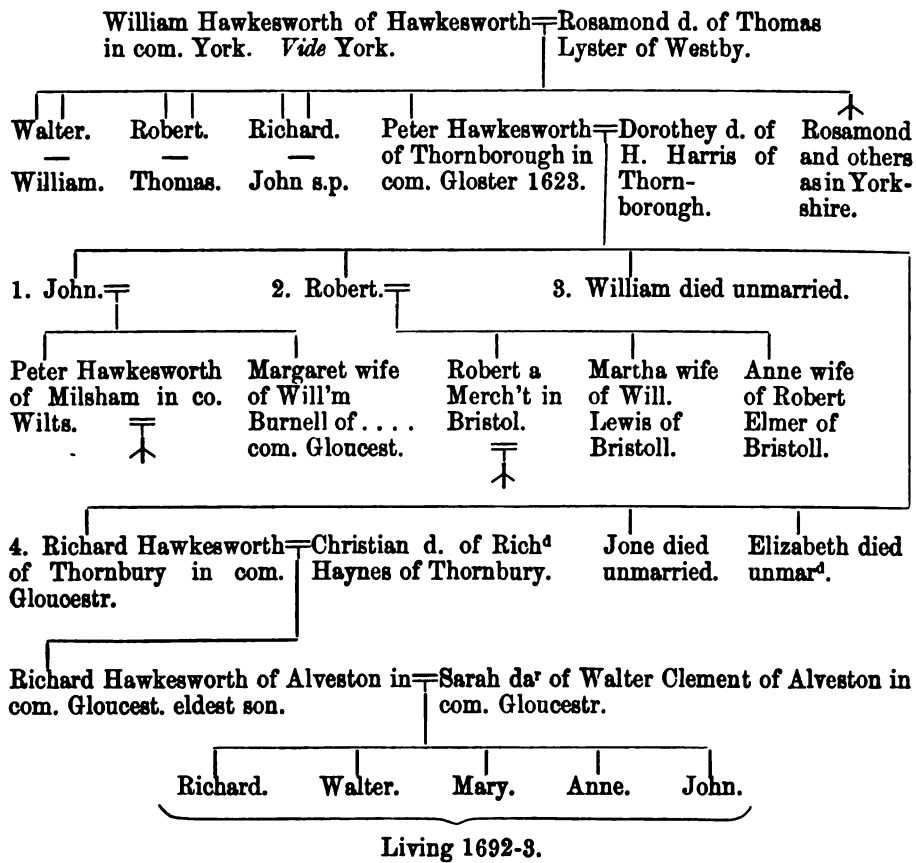 William Hawkesworth of Hawkesworth
in com. York. Vide York.
Rosamond d. of Thomas
Lyster of Westby.
Walter.
William.
Robert.
Thomas.
Richard.
John s.p.
Peter Hawkesworth
of Thornborough in
com. Gloster 1623.
Dorothey d. of
H. Harris of
Thorn-
borough.
Rosamond
and others
as in York-
shire.
1. John.
2. Robert.
3. William died unmarried.
Peter Hawkesworth
of Milsham in co.
Wilts.
Margaret wife
of Will'm
Burnell of ....
com. Gloucest.
Robert a
Merch't in
Bristol.
Martha wife
of Will.
Lewis of
Bristoll.
Anne wife
of Robert
Elmer of
Bristoll.
4. Richard Hawkesworth
of Thornbury in com.
Gloucestr.
Christian d. of Richᵈ
Haynes of Thornbury.
Jone died
unmarried.
Elizabeth died
unmarᵈ.
Richard Hawkesworth of Alveston in
com. Gloucest. eldest son.
Sarah daʳ of Walter Clement of Alveston in
com. Gloucestr.
Richard. Walter. Mary. Anne. John.
Living 1692-3.